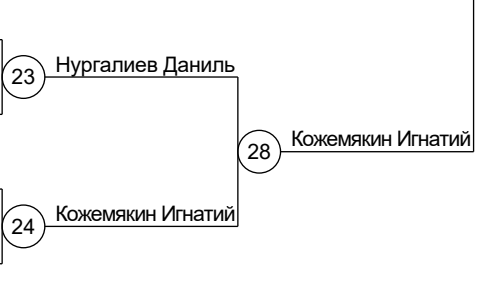 23
Нургалиев Даниль
28
Кожемякин Игнатий
24
Кожемякин Игнатий